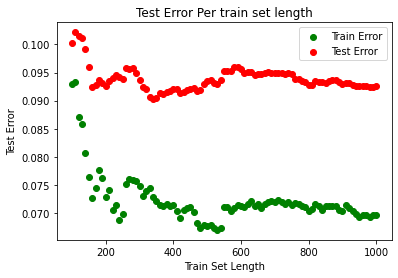 Test Error Per train set length
Train Error
Test Error
Test Error
0.100
0.095
0.090
0.085
0.080
0.075
0.070
200
400
600
800
1000
Train Set Length